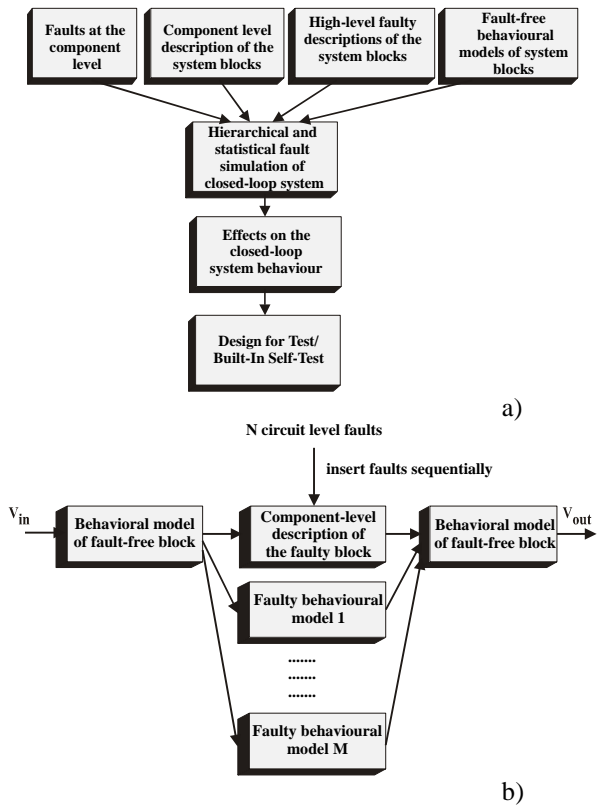 Faults at the
component
level
Component level
description of the
system blocks
High-level faulty
descriptions of the
system blocks
Fault-free
behavioural
models of system
blocks
Hierarchical and
statistical fault
simulation of
closed-loop system
Effects on the
closed-loop
system behaviour
Design for Test/
Built-In Self-Test
a)
N circuit level faults
insert faults sequentially
Vin
Behavioral model
of fault-free block
Component-level
description of
the faulty block
Behavioral model
of fault-free block
Vout
Faulty behavioural
model 1
.......
.......
.......
Faulty behavioural
model M
b)